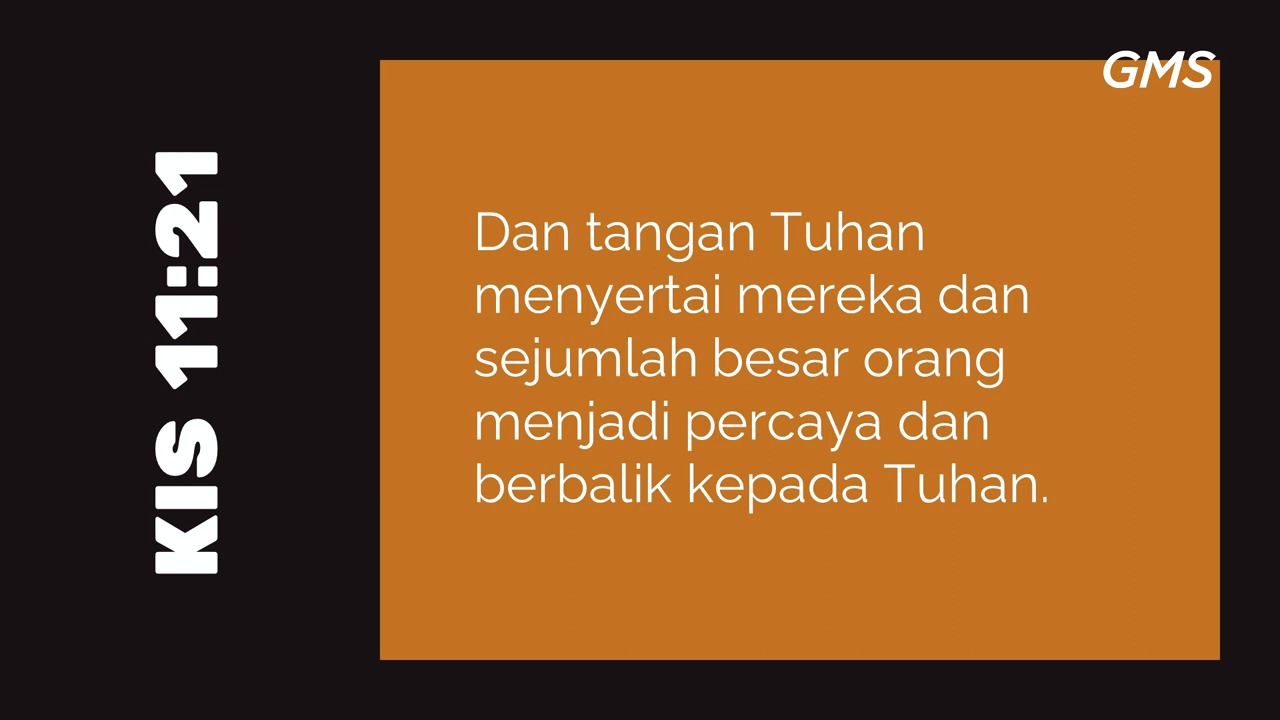 KIS 11:21
GMS
Dan tangan Tuhan
menyertai mereka dan
sejumlah besar orang
menjadi percaya dan
berbalik kepada Tuhan.